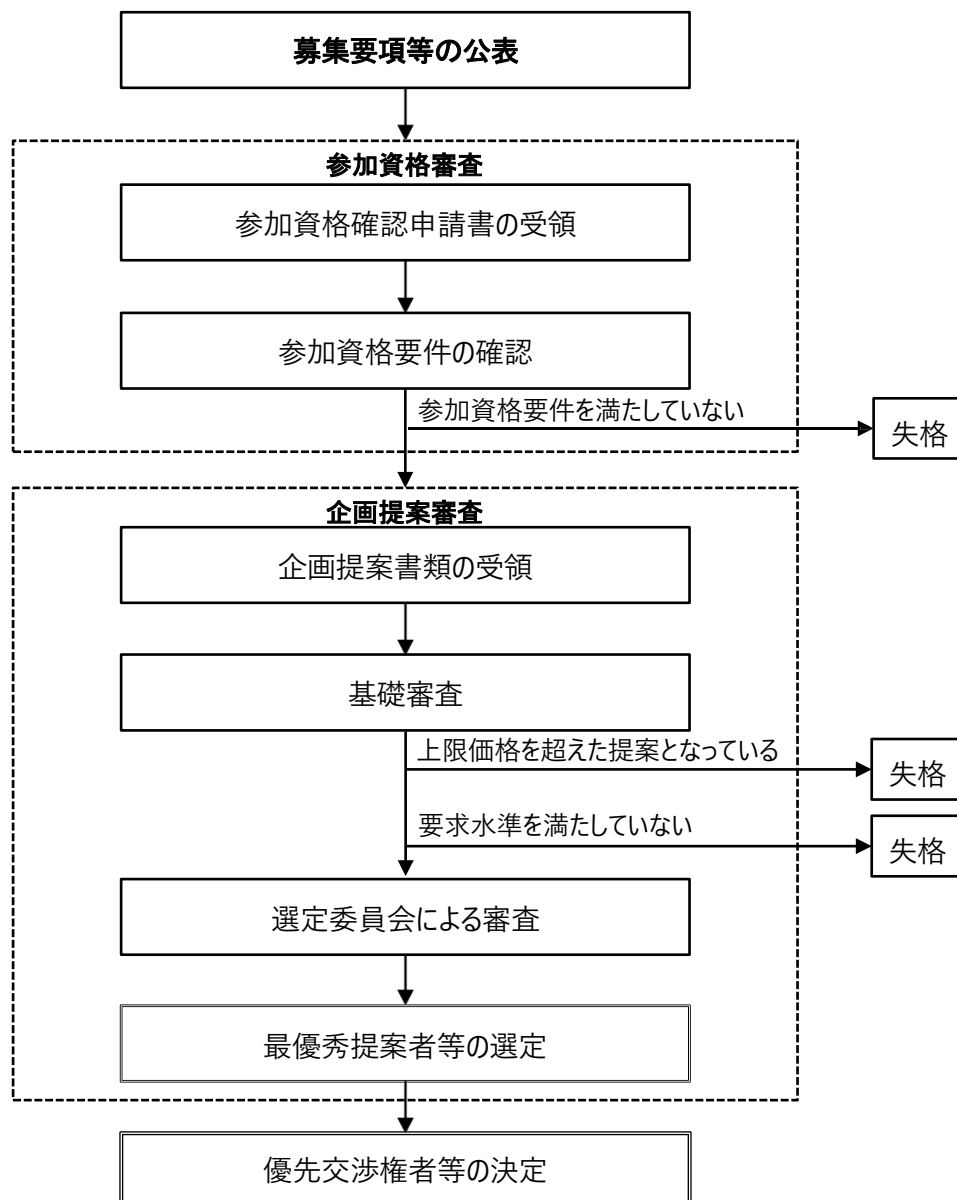 募集要項等の公表
参加資格審査
参加資格確認申請書の受領
参加資格要件の確認
参加資格要件を満たしていない
失格
企画提案審査
企画提案書類の受領
基礎審査
上限価格を超えた提案となっている
失格
要求水準を満たしていない
失格
選定委員会による審査
最優秀提案者等の選定
優先交渉権者等の決定